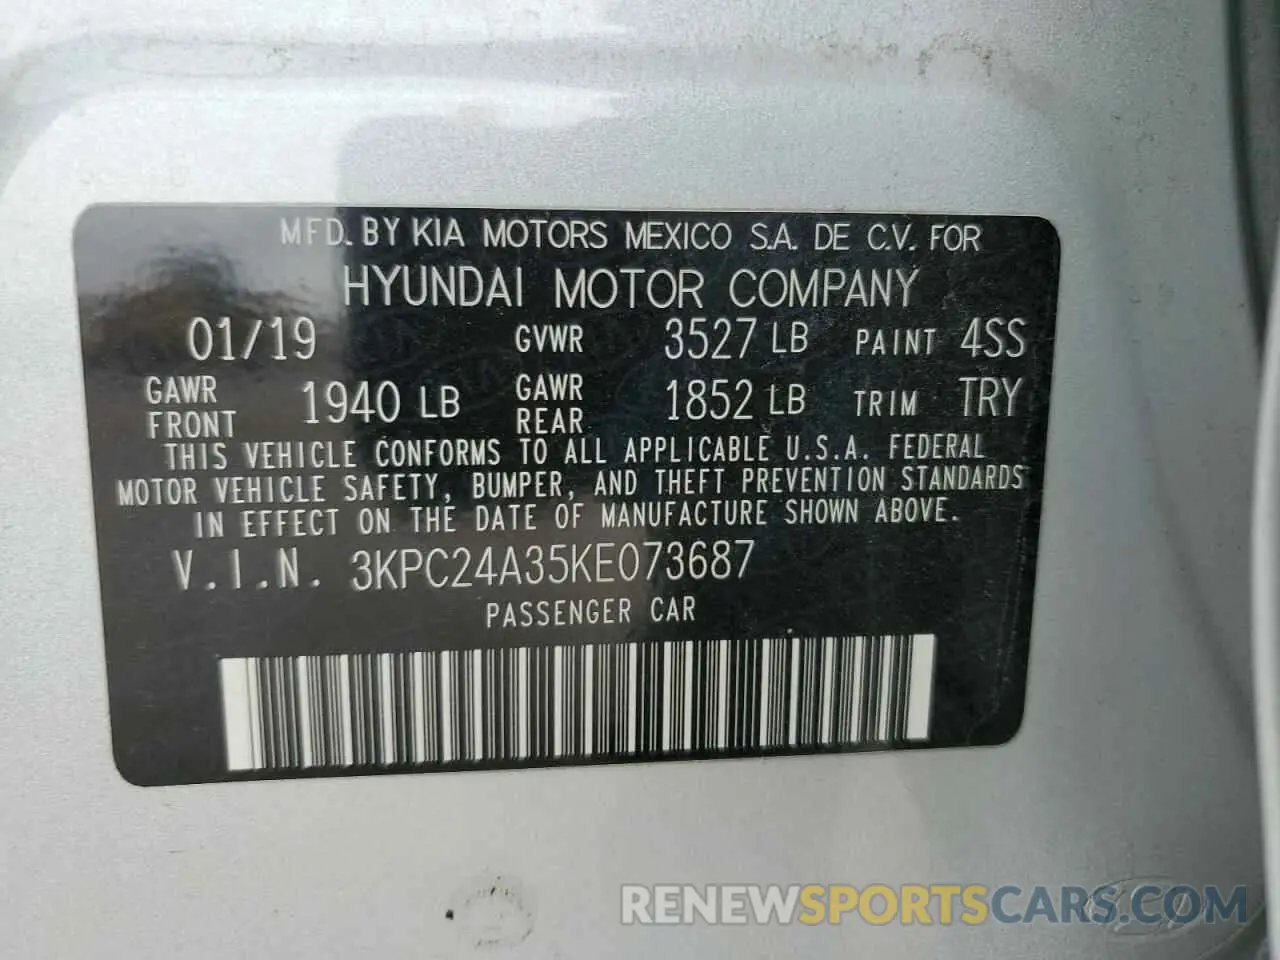 MFD. BY KIA MOTORS MEXICO S.A. DE C.V. FOR
HYUNDAI MOTOR COMPANY
01/19 GVWR 3527 LB PAINT 4SS
GAWR FRONT 1940 LB GAWR REAR 1852 LB TRIM TRY
THIS VEHICLE CONFORMS TO ALL APPLICABLE U.S.A. FEDERAL
MOTOR VEHICLE SAFETY, BUMPER, AND THEFT PREVENTION STANDARDS
IN EFFECT ON THE DATE OF MANUFACTURE SHOWN ABOVE.
V.I.N. 3KPC24A35KE073687
PASSENGER CAR
RENEWSPORTSCARS.COM